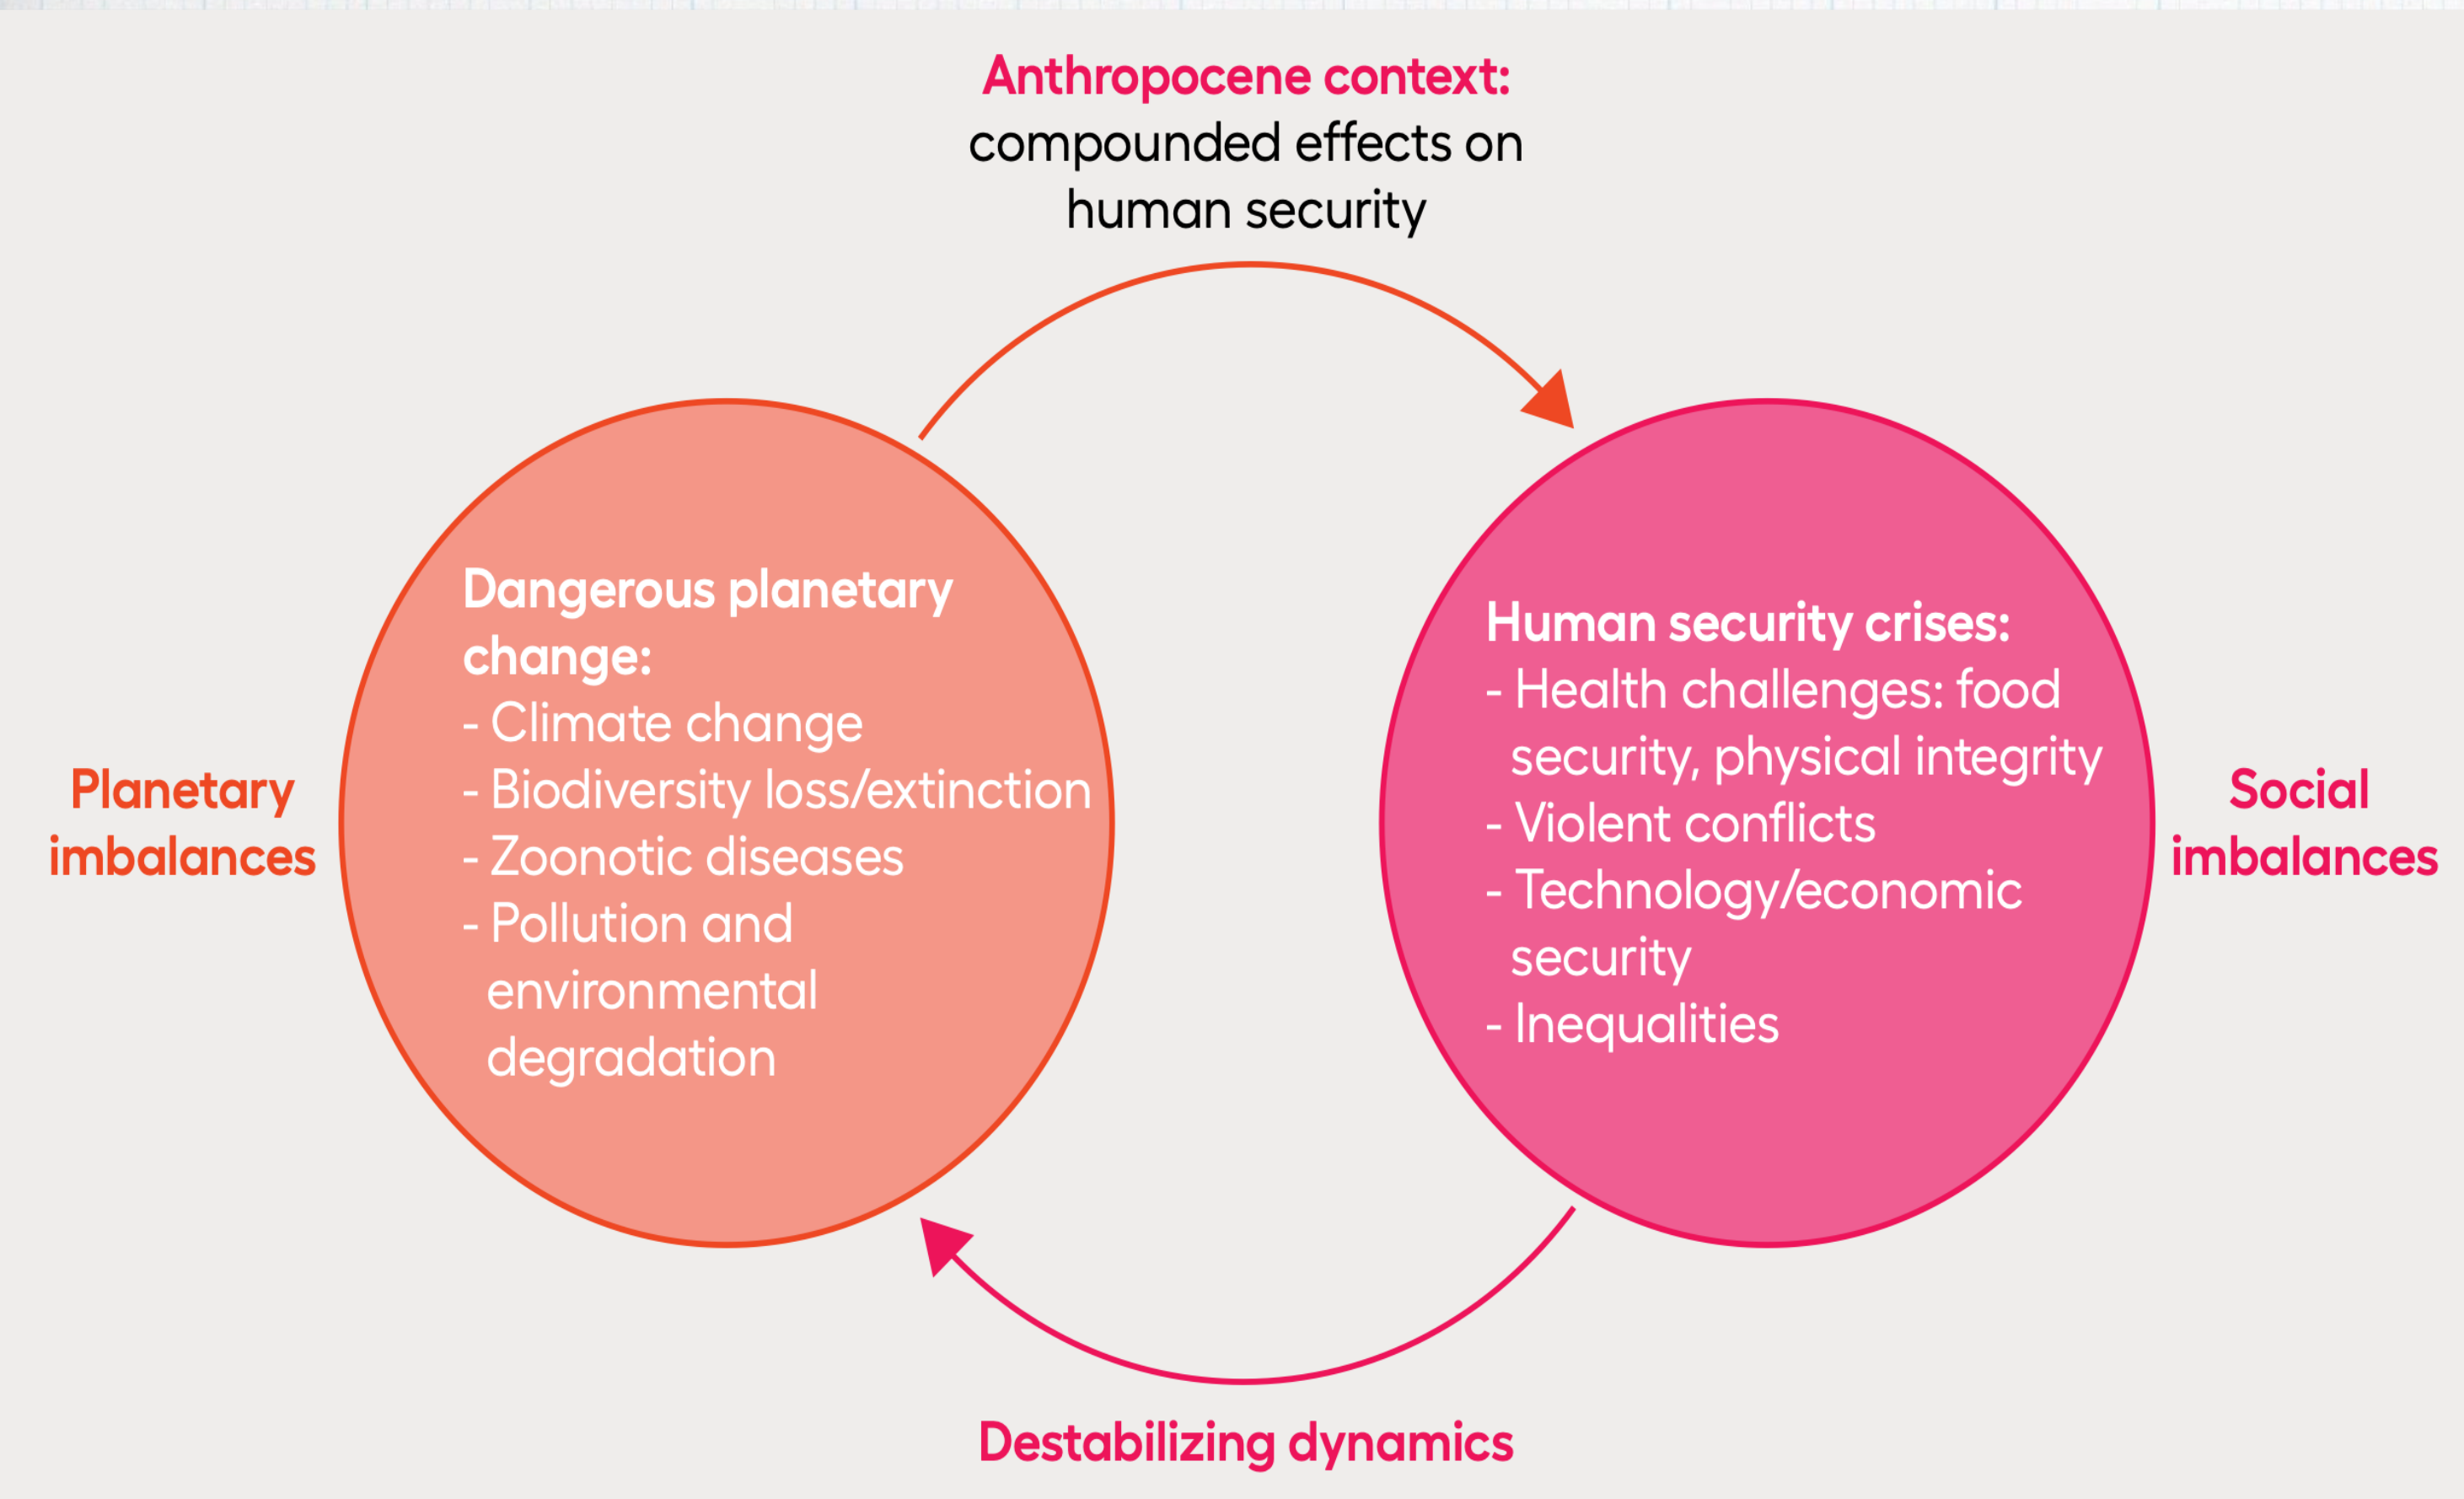 Anthropocene context:
compounded effects on
human security
Planetary
imbalances
Dangerous planetary
change:
- Climate change
- Biodiversity loss/extinction
- Zoonotic diseases
- Pollution and
environmental
degradation
Human security crises:
- Health challenges: food
security, physical integrity
- Violent conflicts
- Technology/economic
security
- Inequalities
Social
imbalances
Destabilizing dynamics